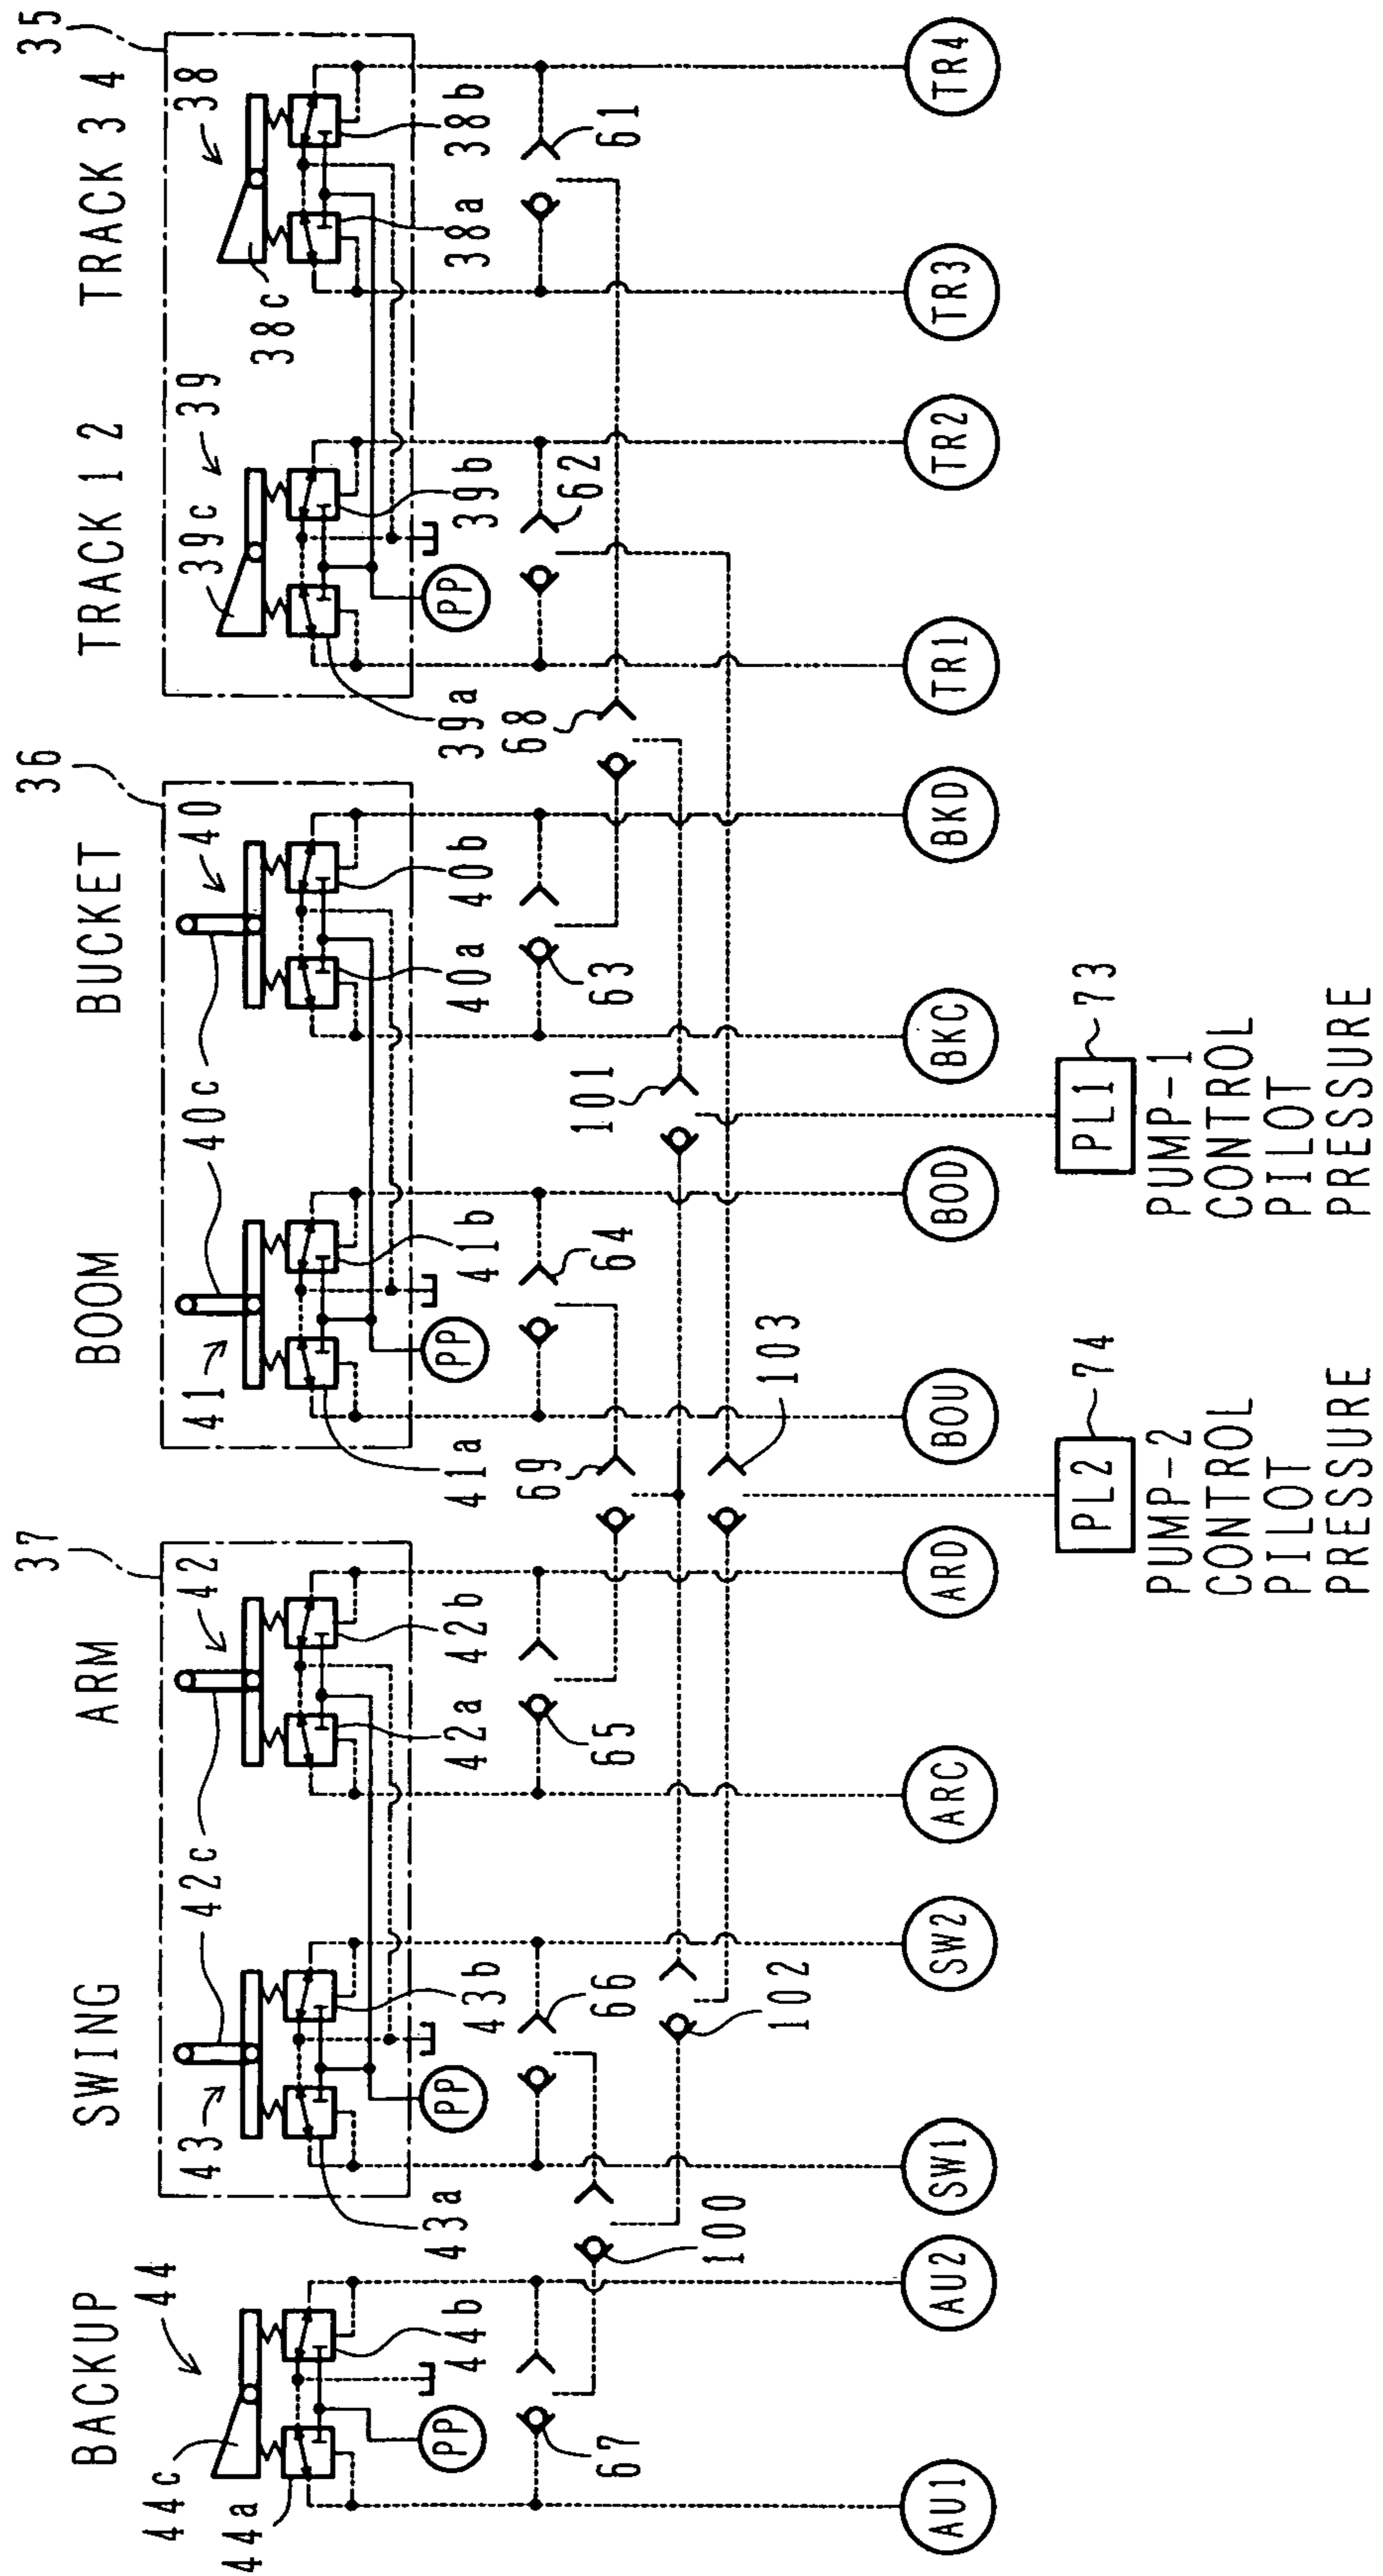 BACKUP
SWING
ARM
BOOM
BUCKET
TRACK 1 2
TRACK 3 4
37
36
35
44
44c
44a
44b
43
42c
43a
43b
42
42a
42b
41
40c
41a
41b
40
40a
40b
39c
39
39a
39b
38
38c
38a
38b
PP
PP
PP
PP
67
66
65
64
63
62
61
100
69
68
102
101
103
AU1
AU2
SW1
SW2
ARC
ARD
BOU
BOD
BKC
BKD
TR1
TR2
TR3
TR4
PL2
74
PUMP-2
CONTROL
PILOT
PRESSURE
PL1
73
PUMP-1
CONTROL
PILOT
PRESSURE